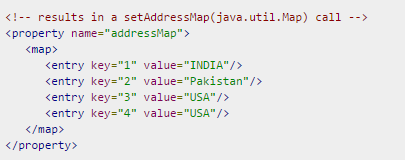 <!-- results in a setAddressMap(java.util.Map) call -->
<property name="addressMap">
<map>
<entry key="1" value="INDIA"/>
<entry key="2" value="Pakistan"/>
<entry key="3" value="USA"/>
<entry key="4" value="USA"/>
</map>
</property>